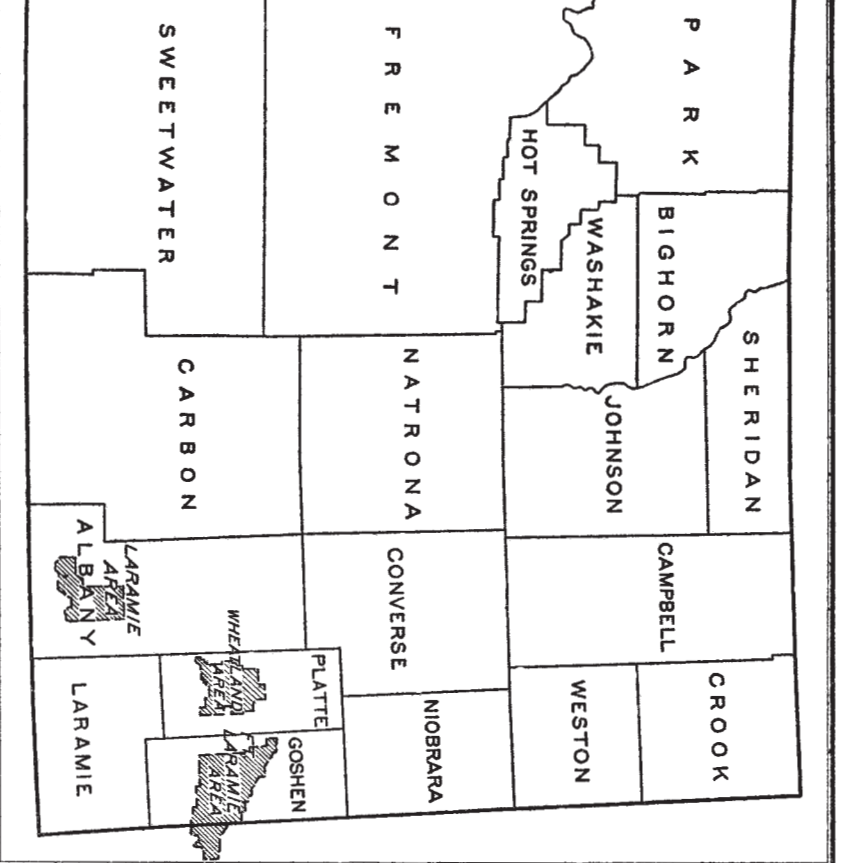 PARK
FREMONT
SWEETWATER
HOT SPRINGS
BIGHORN
WASHAKIE
SHERIDAN
JOHNSON
NATRONA
CARBON
CAMPBELL
CONVERSE
ALBANY
LARAMIE
AREA
CROOK
WESTON
NIOBRARA
PLATTE
WHEATLAND
AREA
GOSHEN
LARAMIE
AREA
LARAMIE